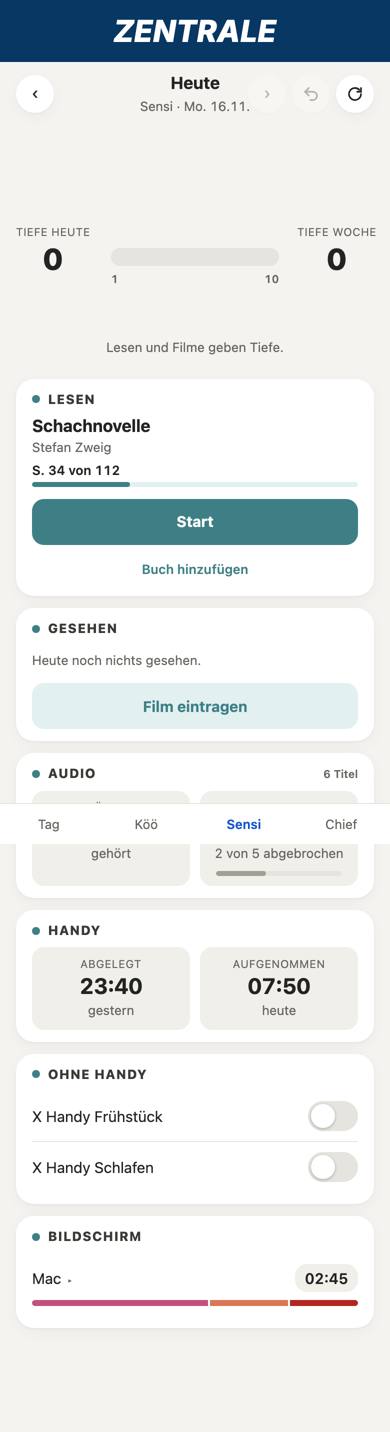 ZENTRALE
Heute
Sensi · Mo. 16.11.
TIEFE HEUTE
0
1
10
TIEFE WOCHE
0
Lesen und Filme geben Tiefe.
LESEN
Schachnovelle
Stefan Zweig
S. 34 von 112
Start
Buch hinzufügen
GESEHEN
Heute noch nichts gesehen.
Film eintragen
AUDIO
6 Titel
Tag
Köö
Sensi
Chief
gehört
2 von 5 abgebrochen
HANDY
ABGELEGT
23:40
gestern
AUFGENOMMEN
07:50
heute
OHNE HANDY
X Handy Frühstück
X Handy Schlafen
BILDSCHIRM
Mac
02:45